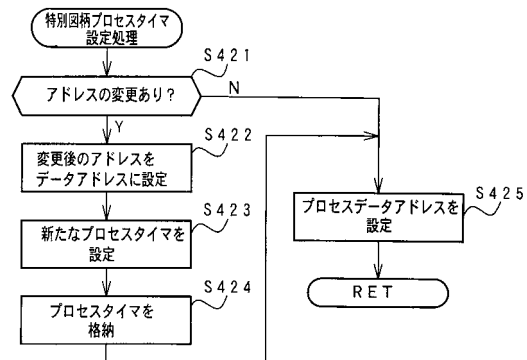 特別図柄プロセスタイマ
設定処理
S421
アドレスの変更あり?
N
Y
S422
変更後のアドレスを
データアドレスに設定
S423
新たなプロセスタイマを
設定
S424
プロセスタイマを
格納
S425
プロセスデータアドレスを
設定
RET